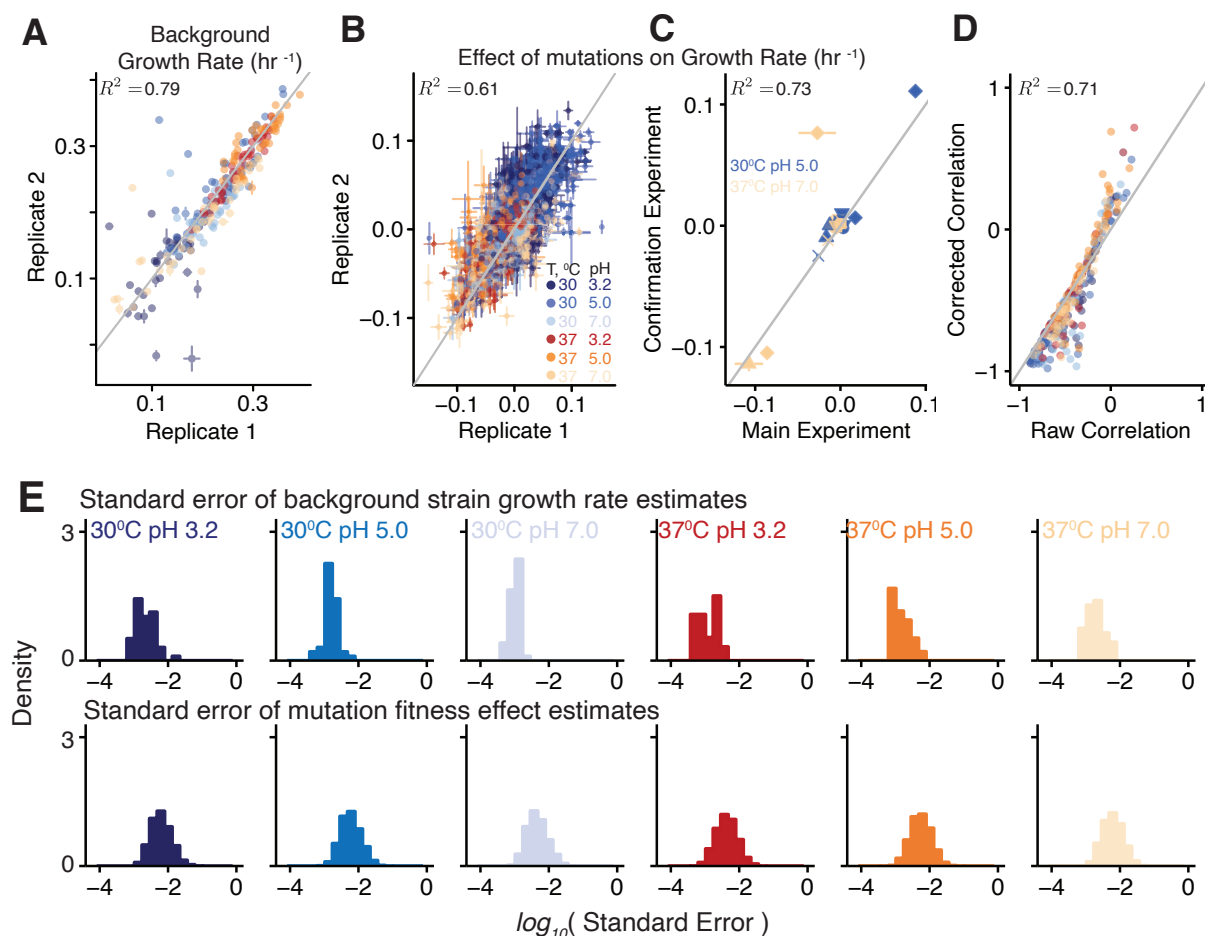 A
Background
Growth Rate (hr ⁻¹)
R² = 0.79
0.3
0.1
Replicate 2
0.1 0.3
Replicate 1
B
Effect of mutations on Growth Rate (hr ⁻¹)
R² = 0.61
0.1
0.0
−0.1
Replicate 2
T, ⁰C pH
30 3.2
30 5.0
30 7.0
37 3.2
37 5.0
37 7.0
−0.1 0.0 0.1
Replicate 1
C
R² = 0.73
0.1
0.0
−0.1
Confirmation Experiment
30⁰C pH 5.0
37⁰C pH 7.0
−0.1 0.0 0.1
Main Experiment
D
R² = 0.71
1
0
−1
Corrected Correlation
−1 0 1
Raw Correlation
E
Standard error of background strain growth rate estimates
30⁰C pH 3.2
30⁰C pH 5.0
30⁰C pH 7.0
37⁰C pH 3.2
37⁰C pH 5.0
37⁰C pH 7.0
3
0
−4 −2 0
−4 −2 0
−4 −2 0
−4 −2 0
−4 −2 0
−4 −2 0
Density
Standard error of mutation fitness effect estimates
3
0
−4 −2 0
−4 −2 0
−4 −2 0
−4 −2 0
−4 −2 0
−4 −2 0
log₁₀( Standard Error )